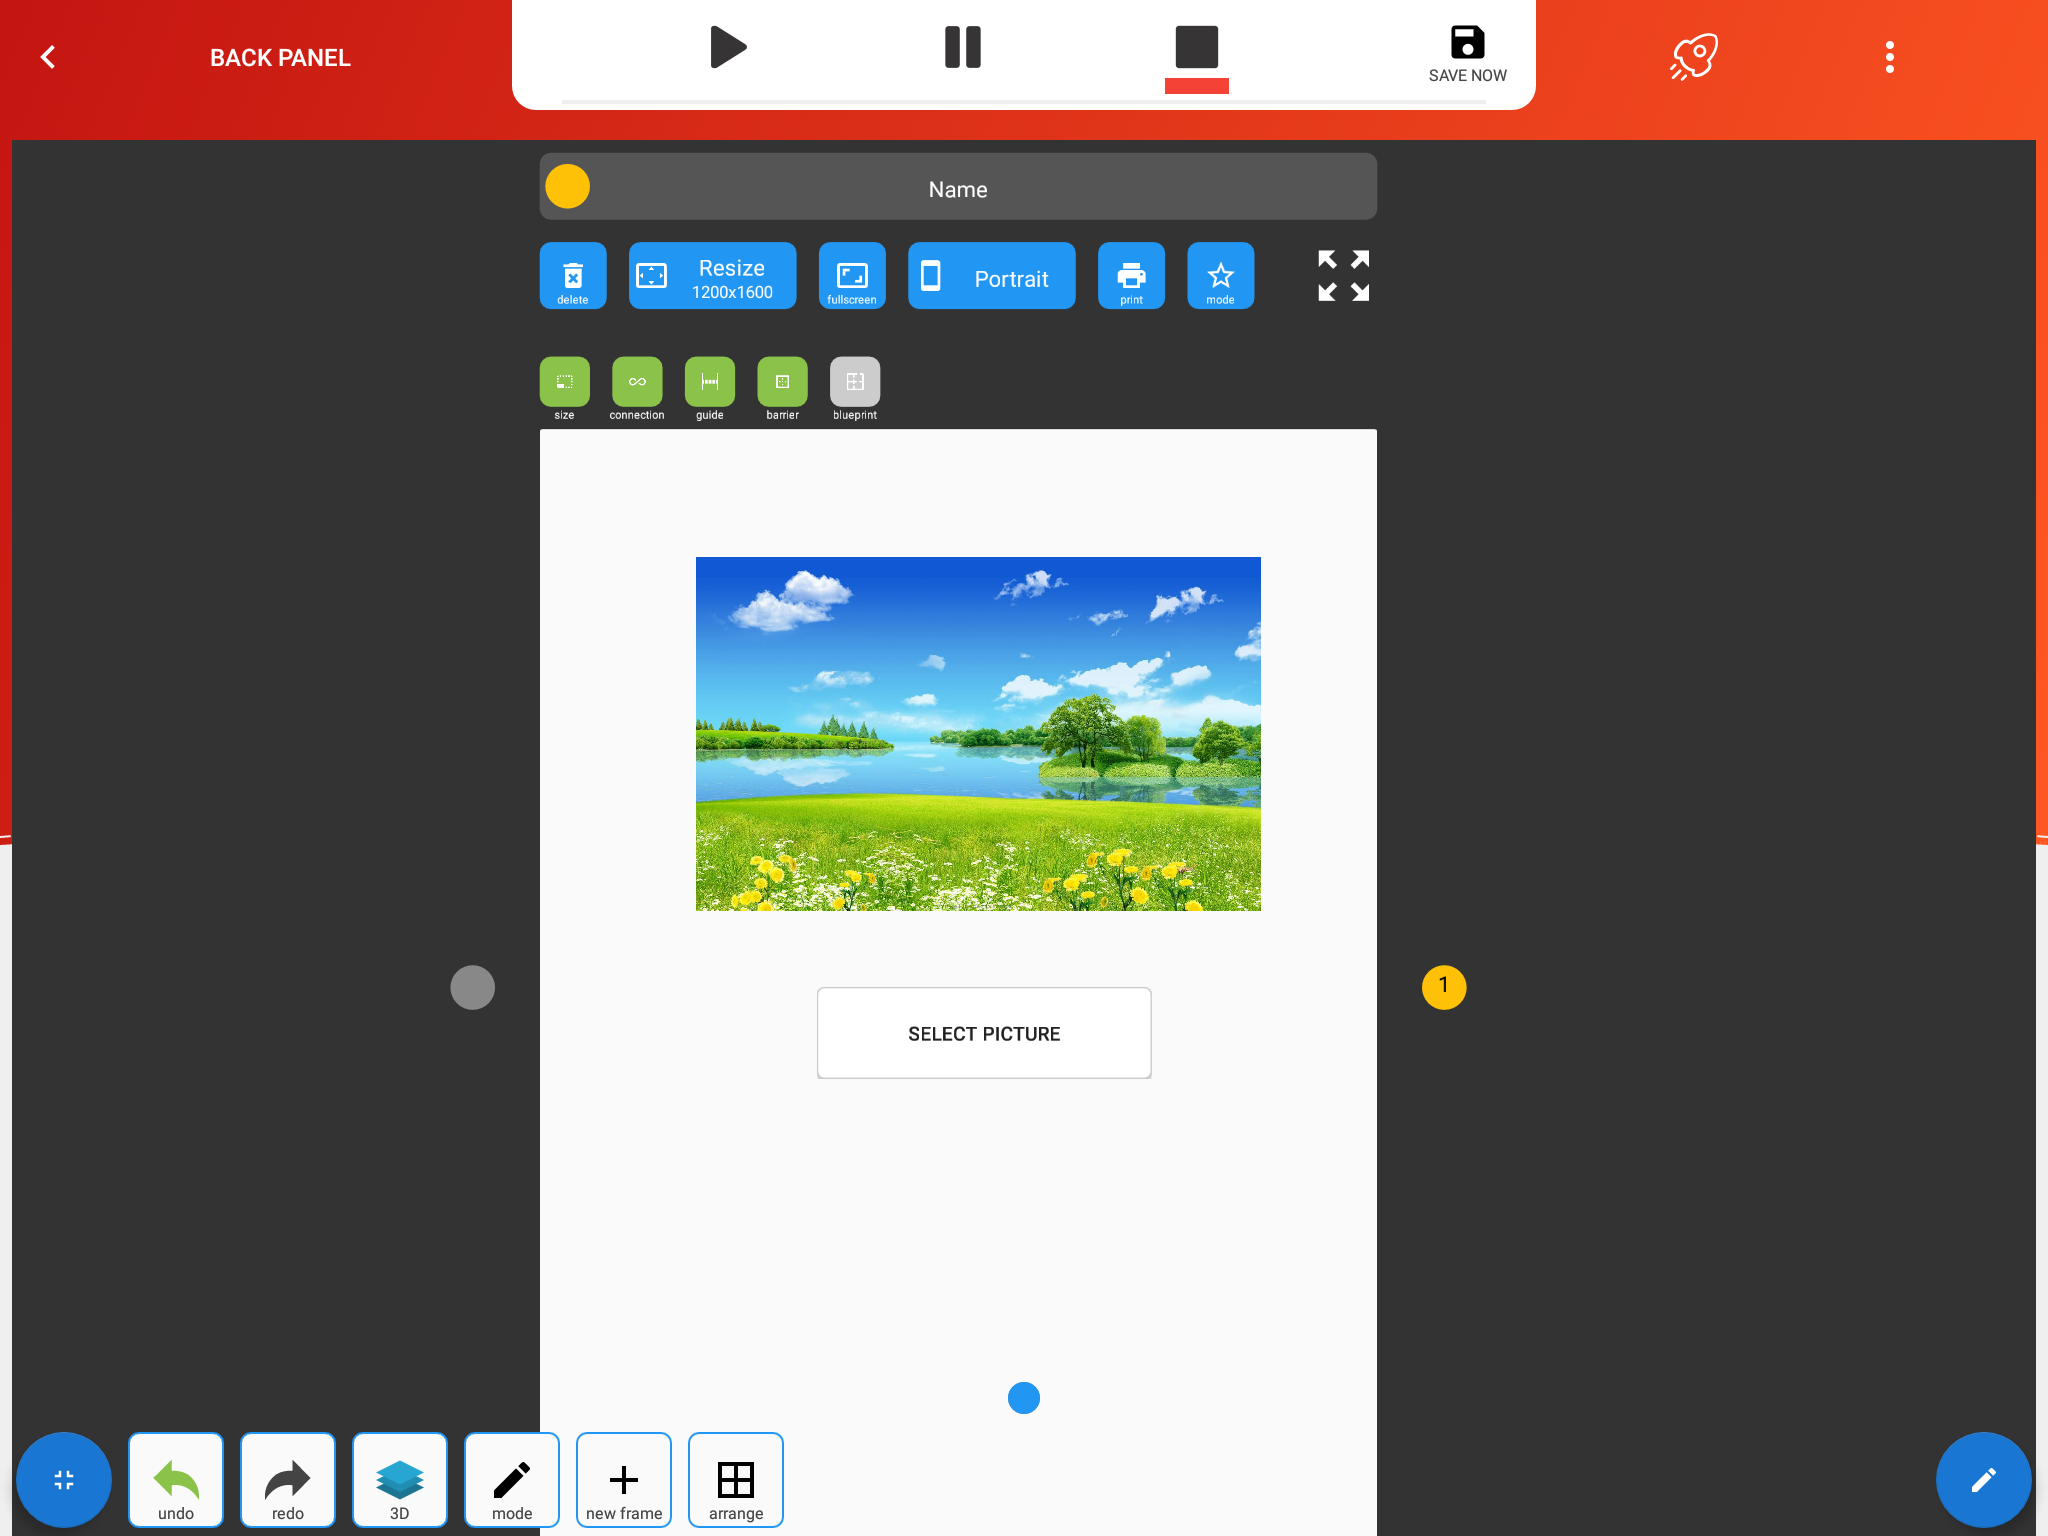 BACK PANEL
SAVE NOW
Name
delete
Resize
1200x1600
fullscreen
Portrait
print
mode
size
connection
guide
barrier
blueprint
1
SELECT PICTURE
undo
redo
3D
mode
new frame
arrange